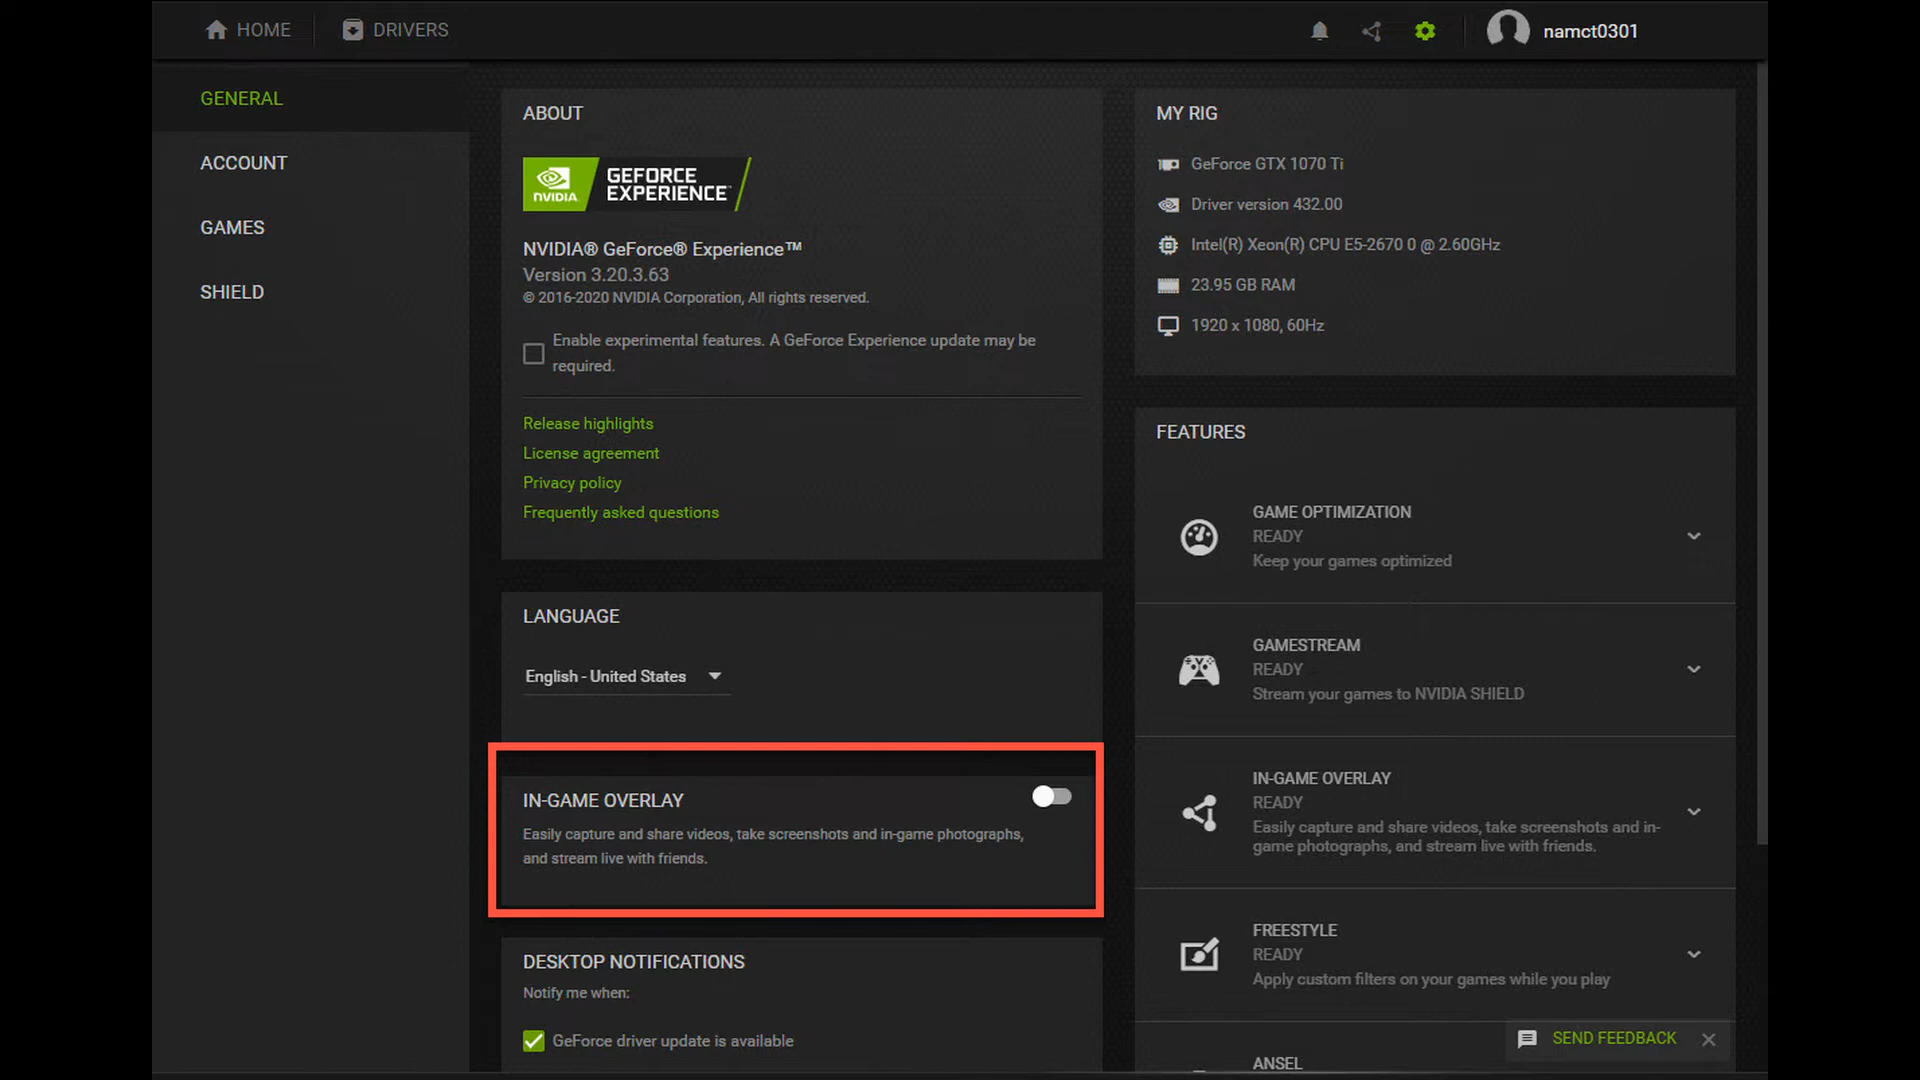 HOME
DRIVERS
namct0301
GENERAL
ACCOUNT
GAMES
SHIELD
ABOUT
NVIDIA
GEFORCE
EXPERIENCE
NVIDIA® GeForce® Experience™
Version 3.20.3.63
© 2016-2020 NVIDIA Corporation, All rights reserved.
Enable experimental features. A GeForce Experience update may be
required.
Release highlights
License agreement
Privacy policy
Frequently asked questions
LANGUAGE
English - United States
IN-GAME OVERLAY
Easily capture and share videos, take screenshots and in-game photographs,
and stream live with friends.
DESKTOP NOTIFICATIONS
Notify me when:
GeForce driver update is available
MY RIG
GeForce GTX 1070 Ti
Driver version 432.00
Intel(R) Xeon(R) CPU E5-2670 0 @ 2.60GHz
23.95 GB RAM
1920 x 1080, 60Hz
FEATURES
GAME OPTIMIZATION
READY
Keep your games optimized
GAMESTREAM
READY
Stream your games to NVIDIA SHIELD
IN-GAME OVERLAY
READY
Easily capture and share videos, take screenshots and in-
game photographs, and stream live with friends.
FREESTYLE
READY
Apply custom filters on your games while you play
SEND FEEDBACK
ANSEL